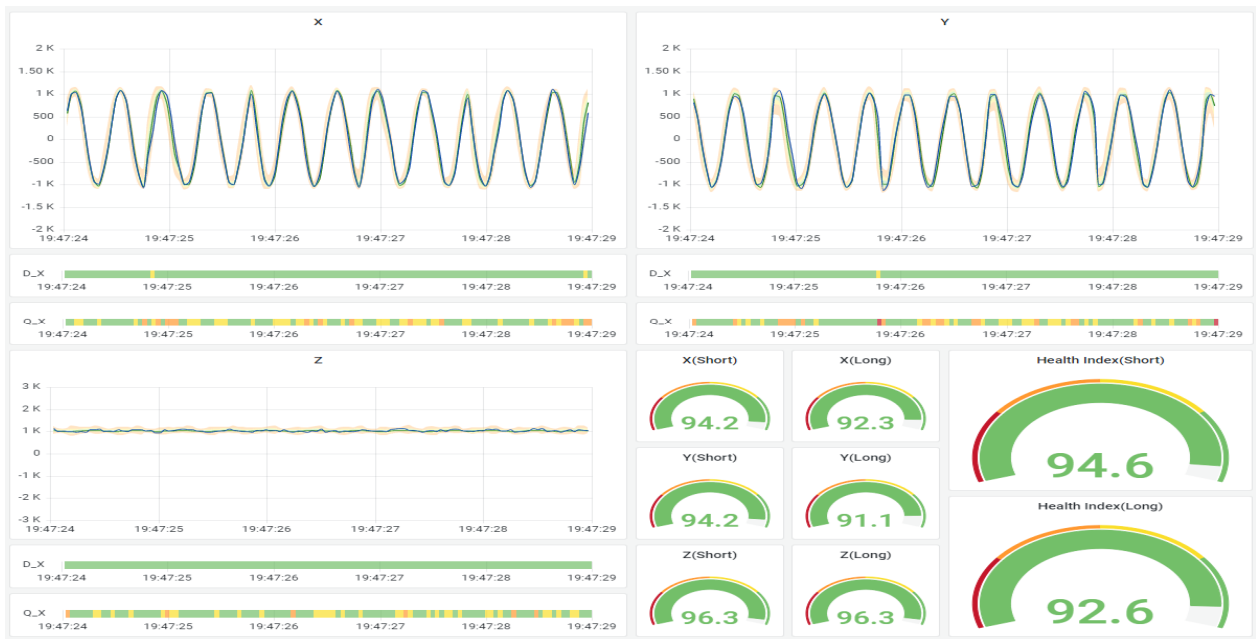 X
2 K
1.50 K
1 K
500
0
-500
-1 K
-1.5 K
-2 K
19:47:24 19:47:25 19:47:26 19:47:27 19:47:28 19:47:29
Y
2 K
1.50 K
1 K
500
0
-500
-1 K
-1.5 K
-2 K
19:47:24 19:47:25 19:47:26 19:47:27 19:47:28 19:47:29
D_X
19:47:24 19:47:25 19:47:26 19:47:27 19:47:28 19:47:29
D_X
19:47:24 19:47:25 19:47:26 19:47:27 19:47:28 19:47:29
Q_X
19:47:24 19:47:25 19:47:26 19:47:27 19:47:28 19:47:29
Q_X
19:47:24 19:47:25 19:47:26 19:47:27 19:47:28 19:47:29
Z
3 K
2 K
1 K
0
-1 K
-2 K
-3 K
19:47:24 19:47:25 19:47:26 19:47:27 19:47:28 19:47:29
D_X
19:47:24 19:47:25 19:47:26 19:47:27 19:47:28 19:47:29
Q_X
19:47:24 19:47:25 19:47:26 19:47:27 19:47:28 19:47:29
X(Short)
94.2
X(Long)
92.3
Y(Short)
94.2
Y(Long)
91.1
Z(Short)
96.3
Z(Long)
96.3
Health Index(Short)
94.6
Health Index(Long)
92.6